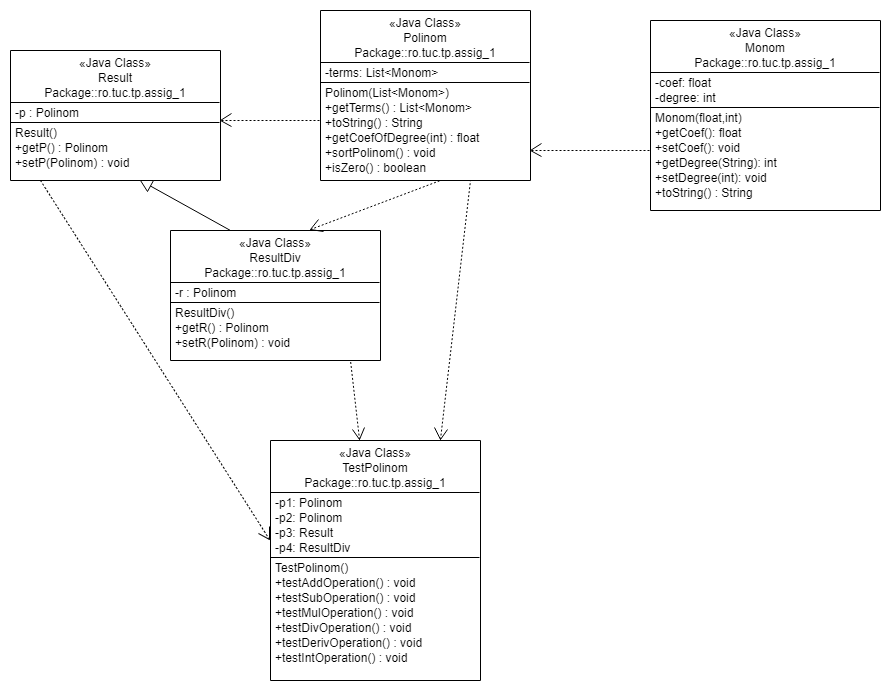 «Java Class»
Result
Package::ro.tuc.tp.assig_1
-p : Polinom
Result()
+getP() : Polinom
+setP(Polinom) : void
«Java Class»
Polinom
Package::ro.tuc.tp.assig_1
-terms: List<Monom>
Polinom(List<Monom>)
+getTerms() : List<Monom>
+toString() : String
+getCoefOfDegree(int) : float
+sortPolinom() : void
+isZero() : boolean
«Java Class»
Monom
Package::ro.tuc.tp.assig_1
-coef: float
-degree: int
Monom(float,int)
+getCoef(): float
+setCoef(): void
+getDegree(String): int
+setDegree(int): void
+toString() : String
«Java Class»
ResultDiv
Package::ro.tuc.tp.assig_1
-r : Polinom
ResultDiv()
+getR() : Polinom
+setR(Polinom) : void
«Java Class»
TestPolinom
Package::ro.tuc.tp.assig_1
-p1: Polinom
-p2: Polinom
-p3: Result
-p4: ResultDiv
TestPolinom()
+testAddOperation() : void
+testSubOperation() : void
+testMulOperation() : void
+testDivOperation() : void
+testDerivOperation() : void
+testIntOperation() : void